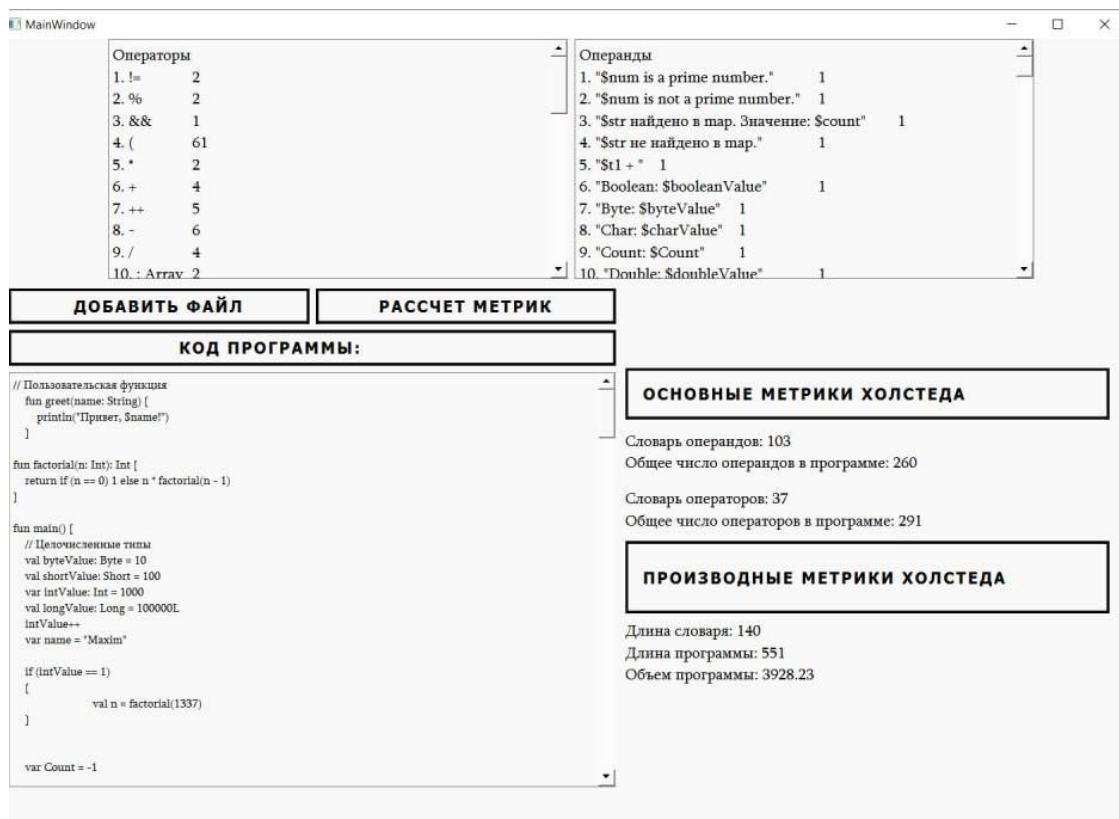 MainWindow
Операторы
1. != 2
2. % 2
3. && 1
4. ( 61
5. * 2
6. + 4
7. ++ 5
8. - 6
9. / 4
10. : Array 2
Операнды
1. "$num is a prime number." 1
2. "$num is not a prime number." 1
3. "$str найдено в map. Значение: $count" 1
4. "$str не найдено в map." 1
5. "$t1 + " 1
6. "Boolean: $booleanValue" 1
7. "Byte: $byteValue" 1
8. "Char: $charValue" 1
9. "Count: $Count" 1
10. "Double: $doubleValue" 1
ДОБАВИТЬ ФАЙЛ
РАССЧЕТ МЕТРИК
КОД ПРОГРАММЫ:
// Пользовательская функция
fun greet(name: String) {
println("Привет, $name!")
}
fun factorial(n: Int): Int {
return if (n == 0) 1 else n * factorial(n - 1)
}
fun main() {
// Целочисленные типы
val byteValue: Byte = 10
val shortValue: Short = 100
var intValue: Int = 1000
val longValue: Long = 100000L
intValue++
var name = "Maxim"
if (intValue == 1)
{
val n = factorial(1337)
}
var Count = -1
ОСНОВНЫЕ МЕТРИКИ ХОЛСТЕДА
Словарь операндов: 103
Общее число операндов в программе: 260
Словарь операторов: 37
Общее число операторов в программе: 291
ПРОИЗВОДНЫЕ МЕТРИКИ ХОЛСТЕДА
Длина словаря: 140
Длина программы: 551
Объем программы: 3928.23